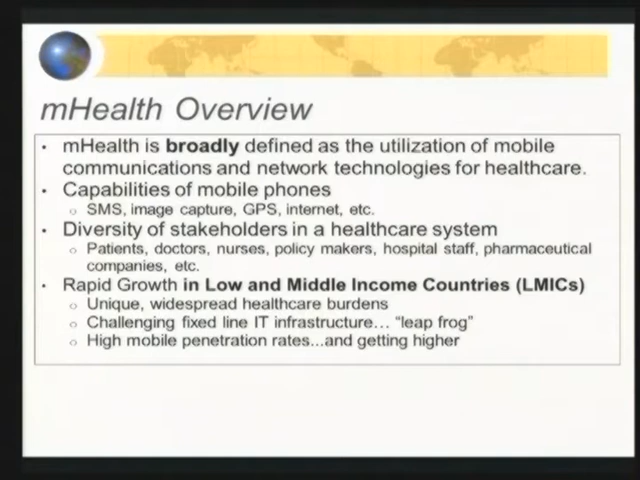 mHealth Overview
• mHealth is broadly defined as the utilization of mobile
communications and network technologies for healthcare.
• Capabilities of mobile phones
o SMS, image capture, GPS, internet, etc.
• Diversity of stakeholders in a healthcare system
o Patients, doctors, nurses, policy makers, hospital staff, pharmaceutical
companies, etc.
• Rapid Growth in Low and Middle Income Countries (LMICs)
o Unique, widespread healthcare burdens
o Challenging fixed line IT infrastructure… “leap frog”
o High mobile penetration rates...and getting higher